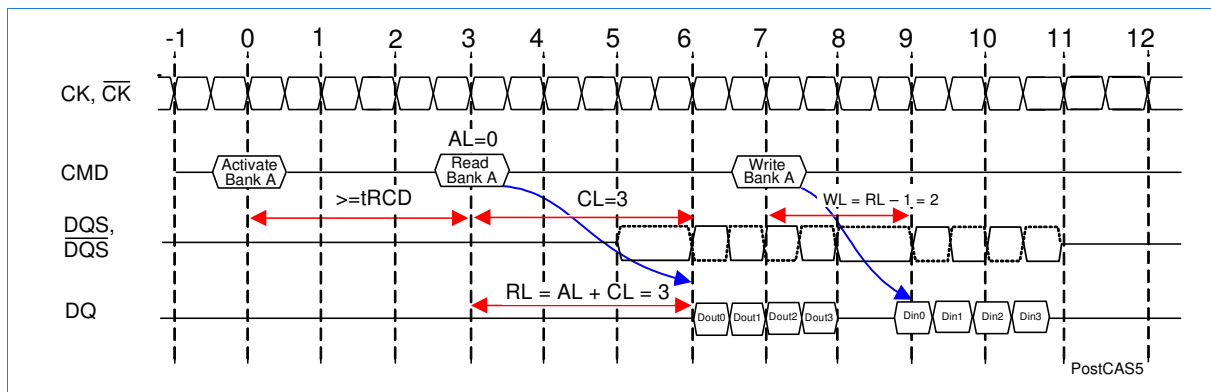 -1 0 1 2 3 4 5 6 7 8 9 10 11 12
CK, CK
AL=0
CMD
Activate
Bank A
Read
Bank A
Write
Bank A
>=tRCD
CL=3
WL = RL – 1 = 2
DQS,
DQS
RL = AL + CL = 3
DQ
Dout0 Dout1 Dout2 Dout3
Din0 Din1 Din2 Din3
PostCAS5